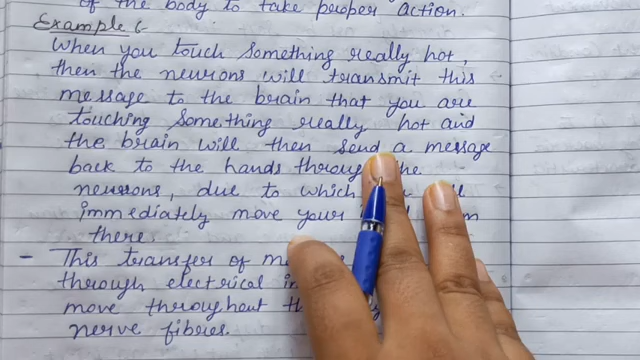 of the body to take proper action.
Example :-
When you touch something really hot,
then the neurons will transmit this
message to the brain that you are
touching something really hot and
the brain will then send a message
back to the hands through the
neurons, due to which
immediately move your
there.
- This transfer of
through electrical
move throughout
nerve fibres.